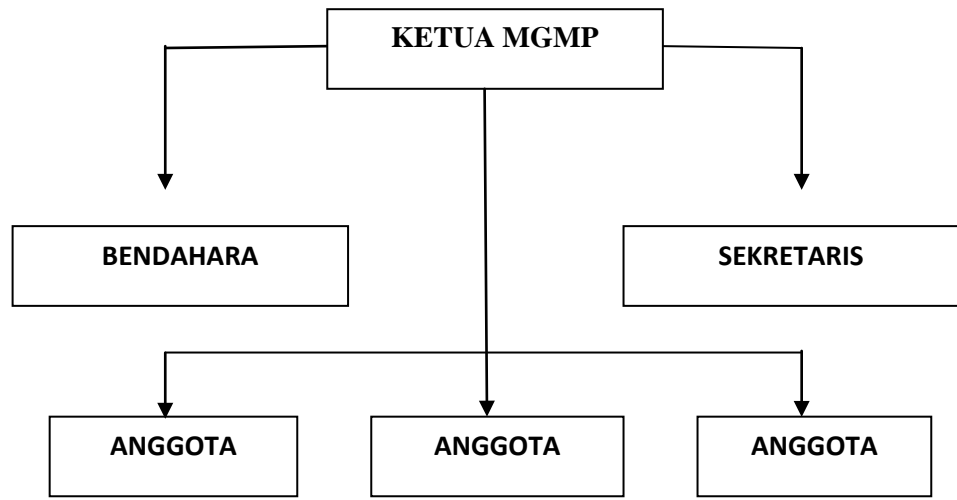 KETUA MGMP
BENDAHARA
SEKRETARIS
ANGGOTA
ANGGOTA
ANGGOTA